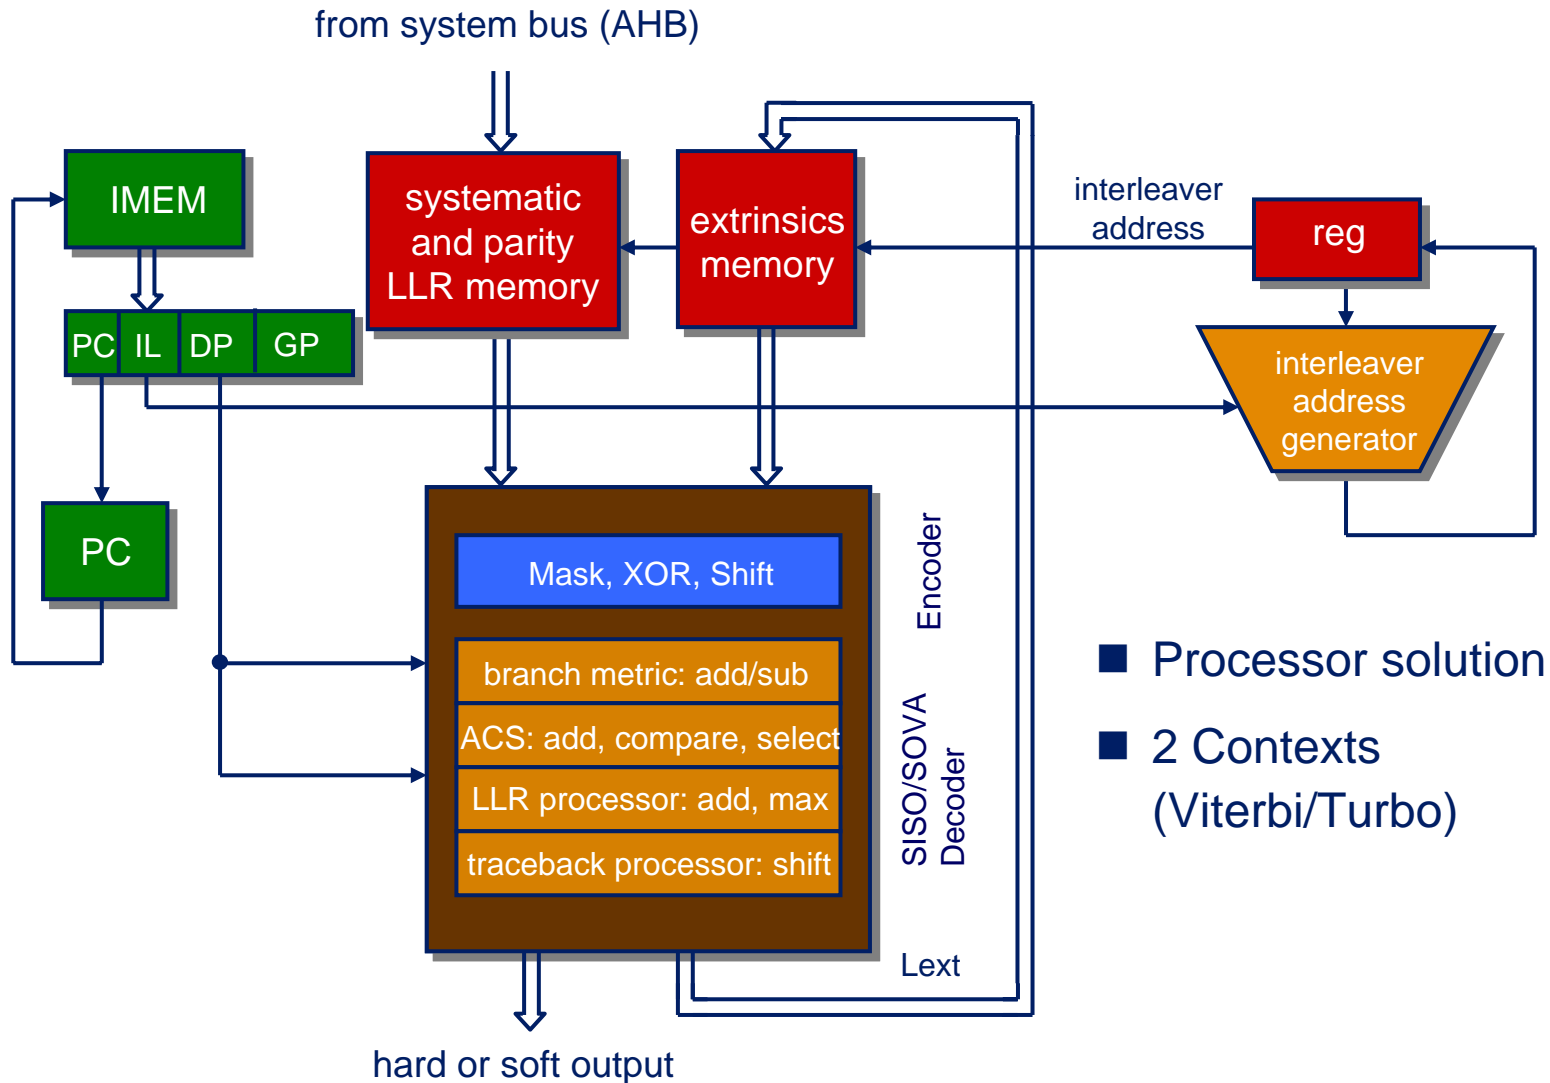 from system bus (AHB)
IMEM
systematic
and parity
LLR memory
extrinsics
memory
interleaver
address
reg
PC IL DP GP
interleaver
address
generator
PC
Mask, XOR, Shift
Encoder
branch metric: add/sub
ACS: add, compare, select
LLR processor: add, max
traceback processor: shift
SISO/SOVA
Decoder
Lext
hard or soft output
■ Processor solution
■ 2 Contexts
(Viterbi/Turbo)